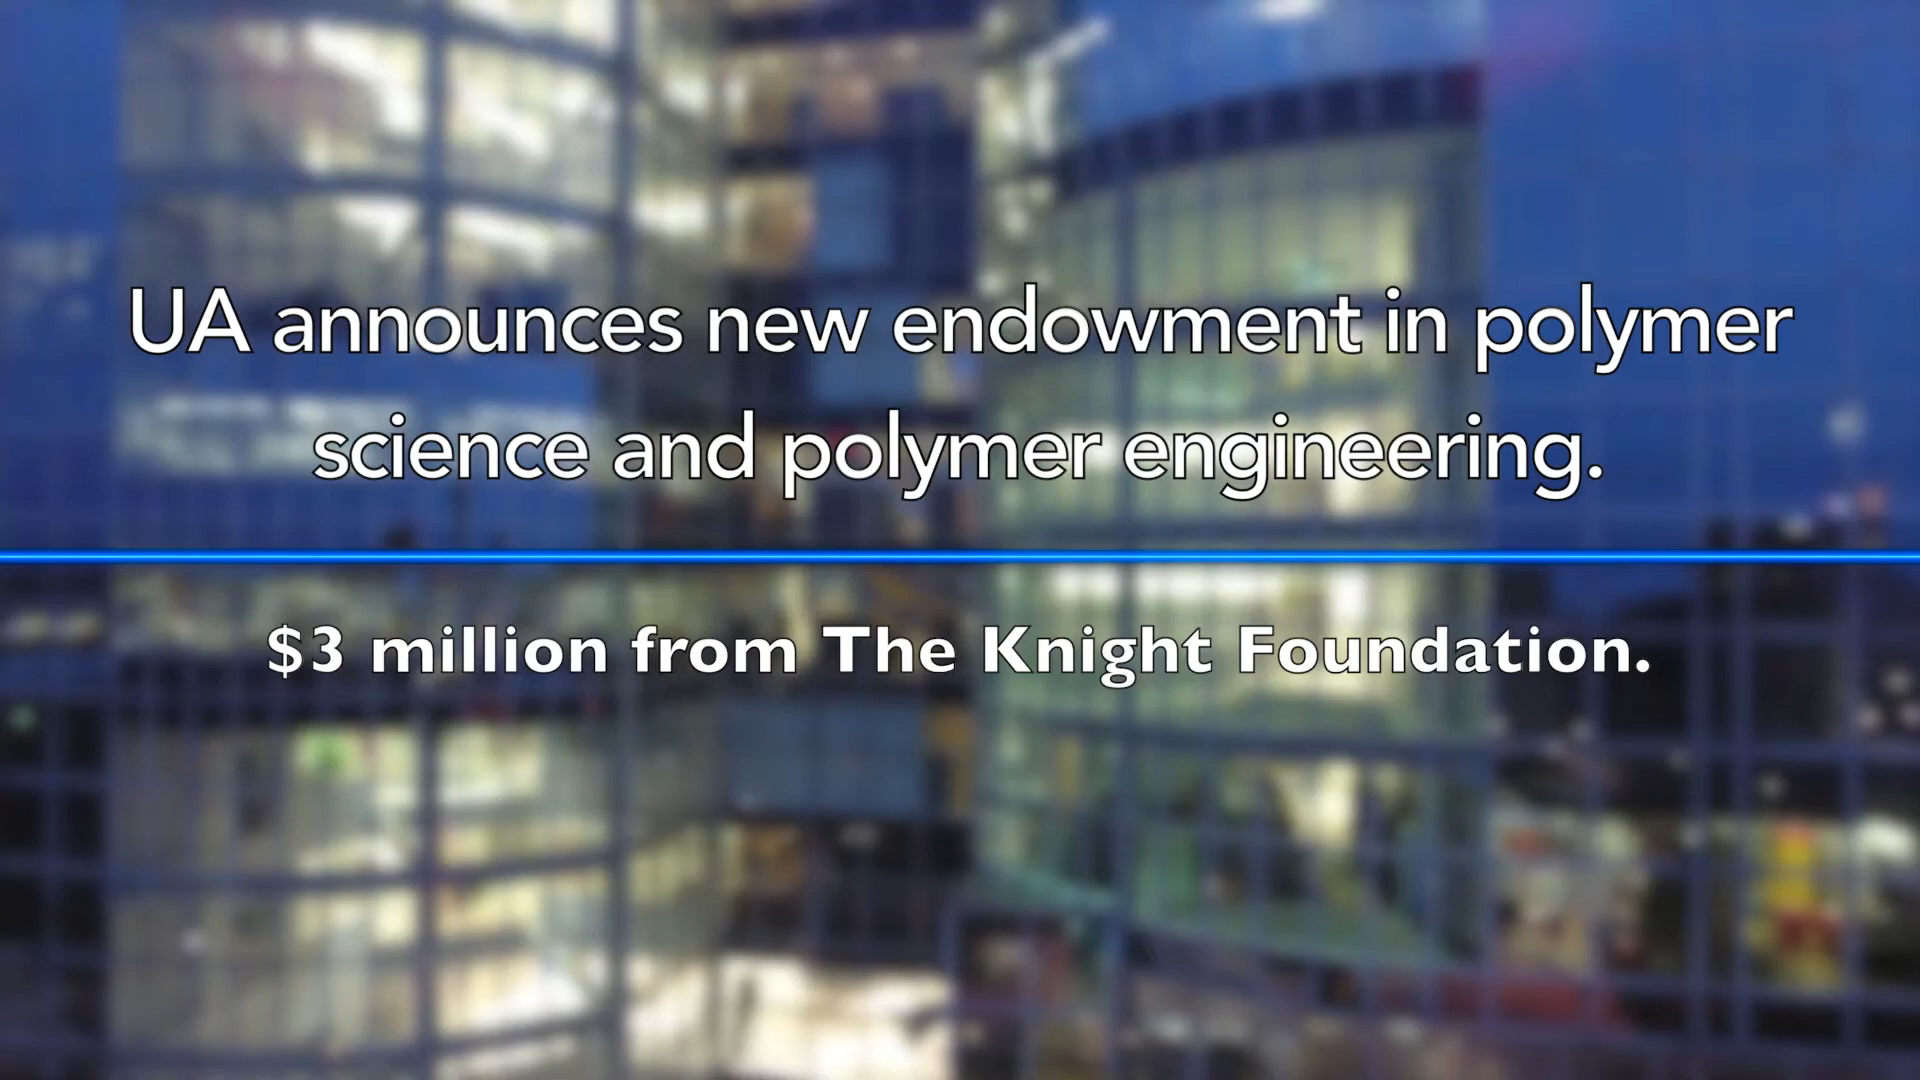 UA announces new endowment in polymer
science and polymer engineering.
$3 million from The Knight Foundation.